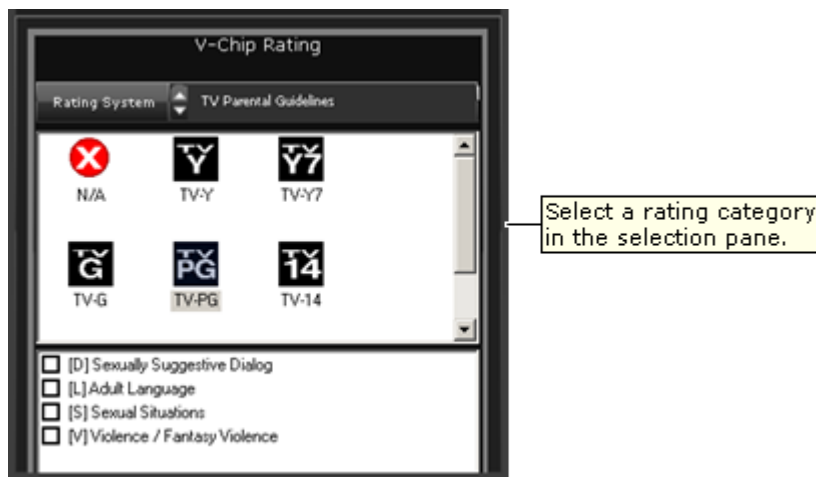 V-Chip Rating
Rating System TV Parental Guidelines
TV Y TV Y7
N/A TV-Y TV-Y7
TV G TV PG TV 14
TV-G TV-PG TV-14
[D] Sexually Suggestive Dialog
[L] Adult Language
[S] Sexual Situations
[V] Violence / Fantasy Violence
Select a rating category
in the selection pane.